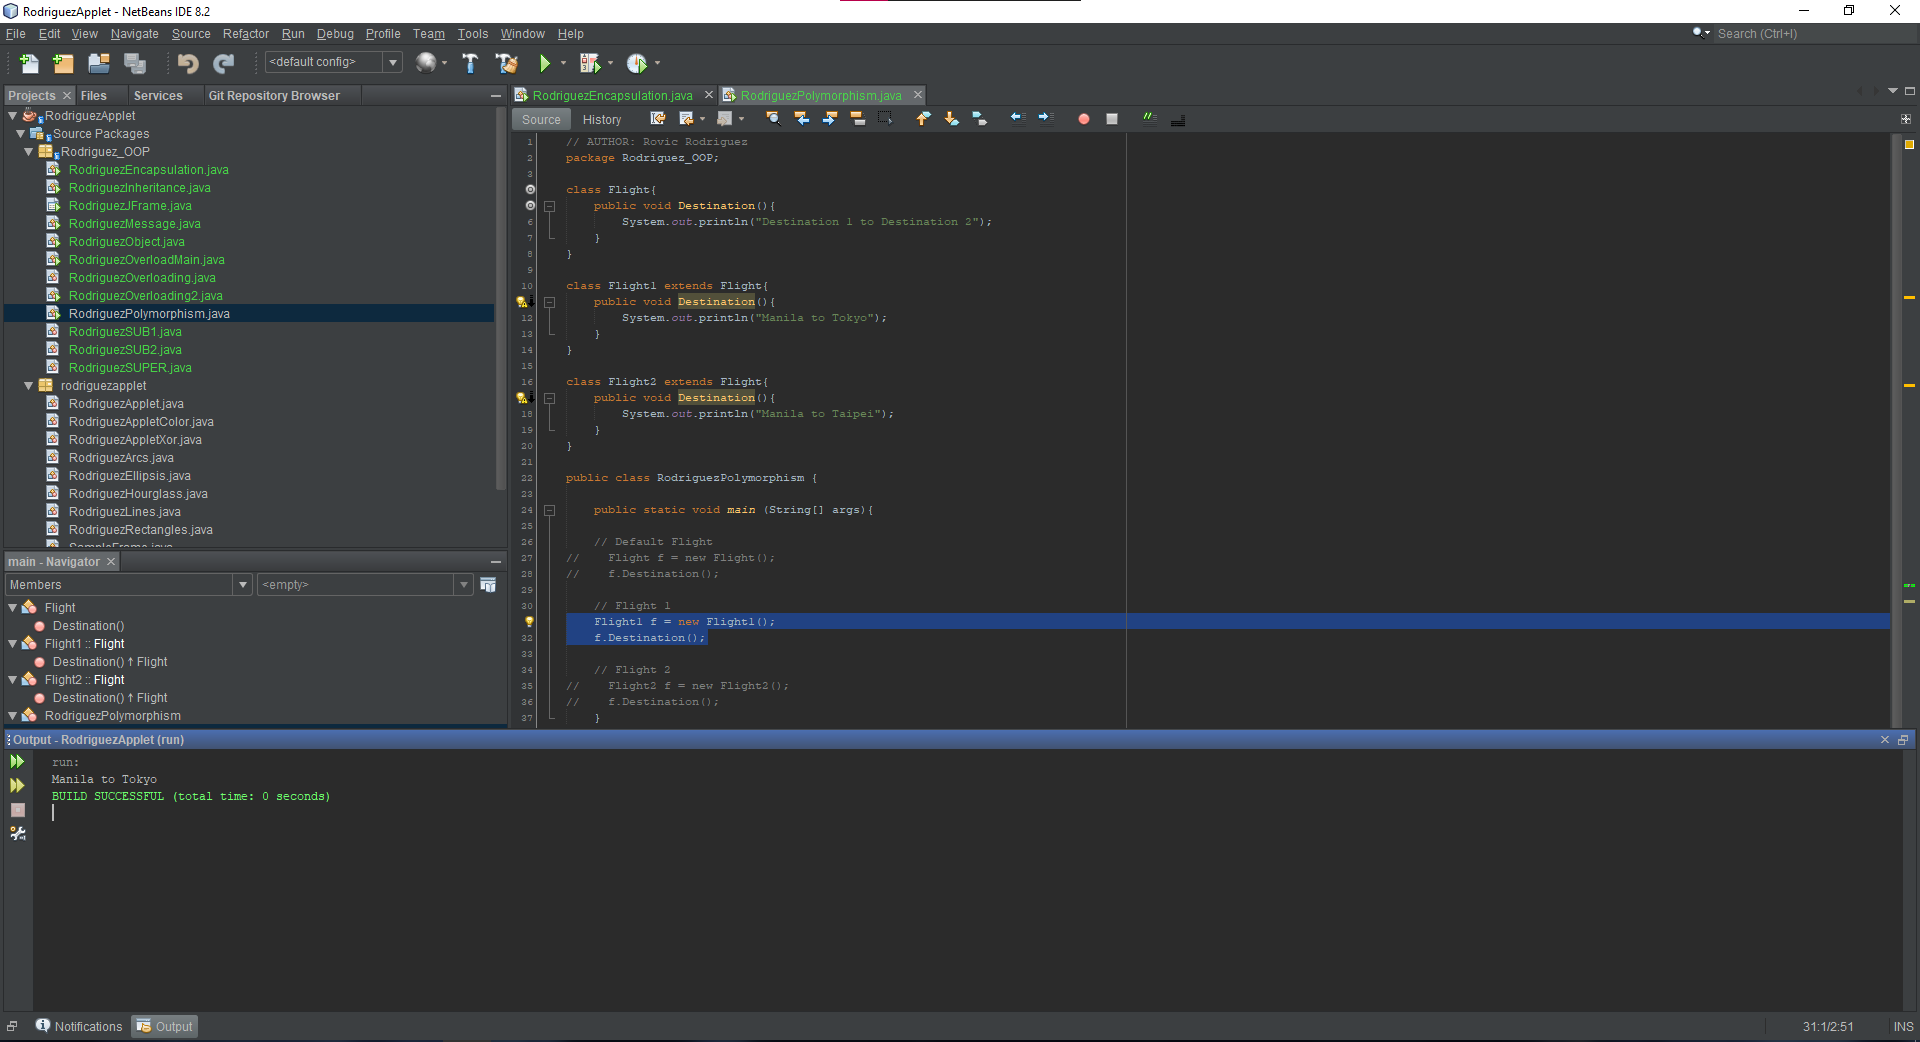 RodriguezApplet - NetBeans IDE 8.2
File Edit View Navigate Source Refactor Run Debug Profile Team Tools Window Help
Search (Ctrl+I)
<default config>
Projects Files Services Git Repository Browser
RodriguezApplet
Source Packages
Rodriguez_OOP
RodriguezEncapsulation.java
RodriguezInheritance.java
RodriguezJFrame.java
RodriguezMessage.java
RodriguezObject.java
RodriguezOverloadMain.java
RodriguezOverloading.java
RodriguezOverloading2.java
RodriguezPolymorphism.java
RodriguezSUB1.java
RodriguezSUB2.java
RodriguezSUPER.java
rodriguezapplet
RodriguezApplet.java
RodriguezAppletColor.java
RodriguezAppletXor.java
RodriguezArcs.java
RodriguezEllipsis.java
RodriguezHourglass.java
RodriguezLines.java
RodriguezRectangles.java
SampleFrame.java
main - Navigator
Members <empty>
Flight
Destination()
Flight1 :: Flight
Destination() ↑ Flight
Flight2 :: Flight
Destination() ↑ Flight
RodriguezPolymorphism
RodriguezEncapsulation.java RodriguezPolymorphism.java
Source History
1 // AUTHOR: Rovic Rodriguez
2 package Rodriguez_OOP;
3
class Flight{
public void Destination(){
6 System.out.println("Destination 1 to Destination 2");
7 }
8 }
9
10 class Flight1 extends Flight{
public void Destination(){
12 System.out.println("Manila to Tokyo");
13 }
14 }
15
16 class Flight2 extends Flight{
public void Destination(){
18 System.out.println("Manila to Taipei");
19 }
20 }
21
22 public class RodriguezPolymorphism {
23
24 public static void main (String[] args){
25
26 // Default Flight
27 // Flight f = new Flight();
28 // f.Destination();
29
30 // Flight 1
Flight1 f = new Flight1();
32 f.Destination();
33
34 // Flight 2
35 // Flight2 f = new Flight2();
36 // f.Destination();
37 }
Output - RodriguezApplet (run)
run:
Manila to Tokyo
BUILD SUCCESSFUL (total time: 0 seconds)
Notifications Output
31:1/2:51 INS